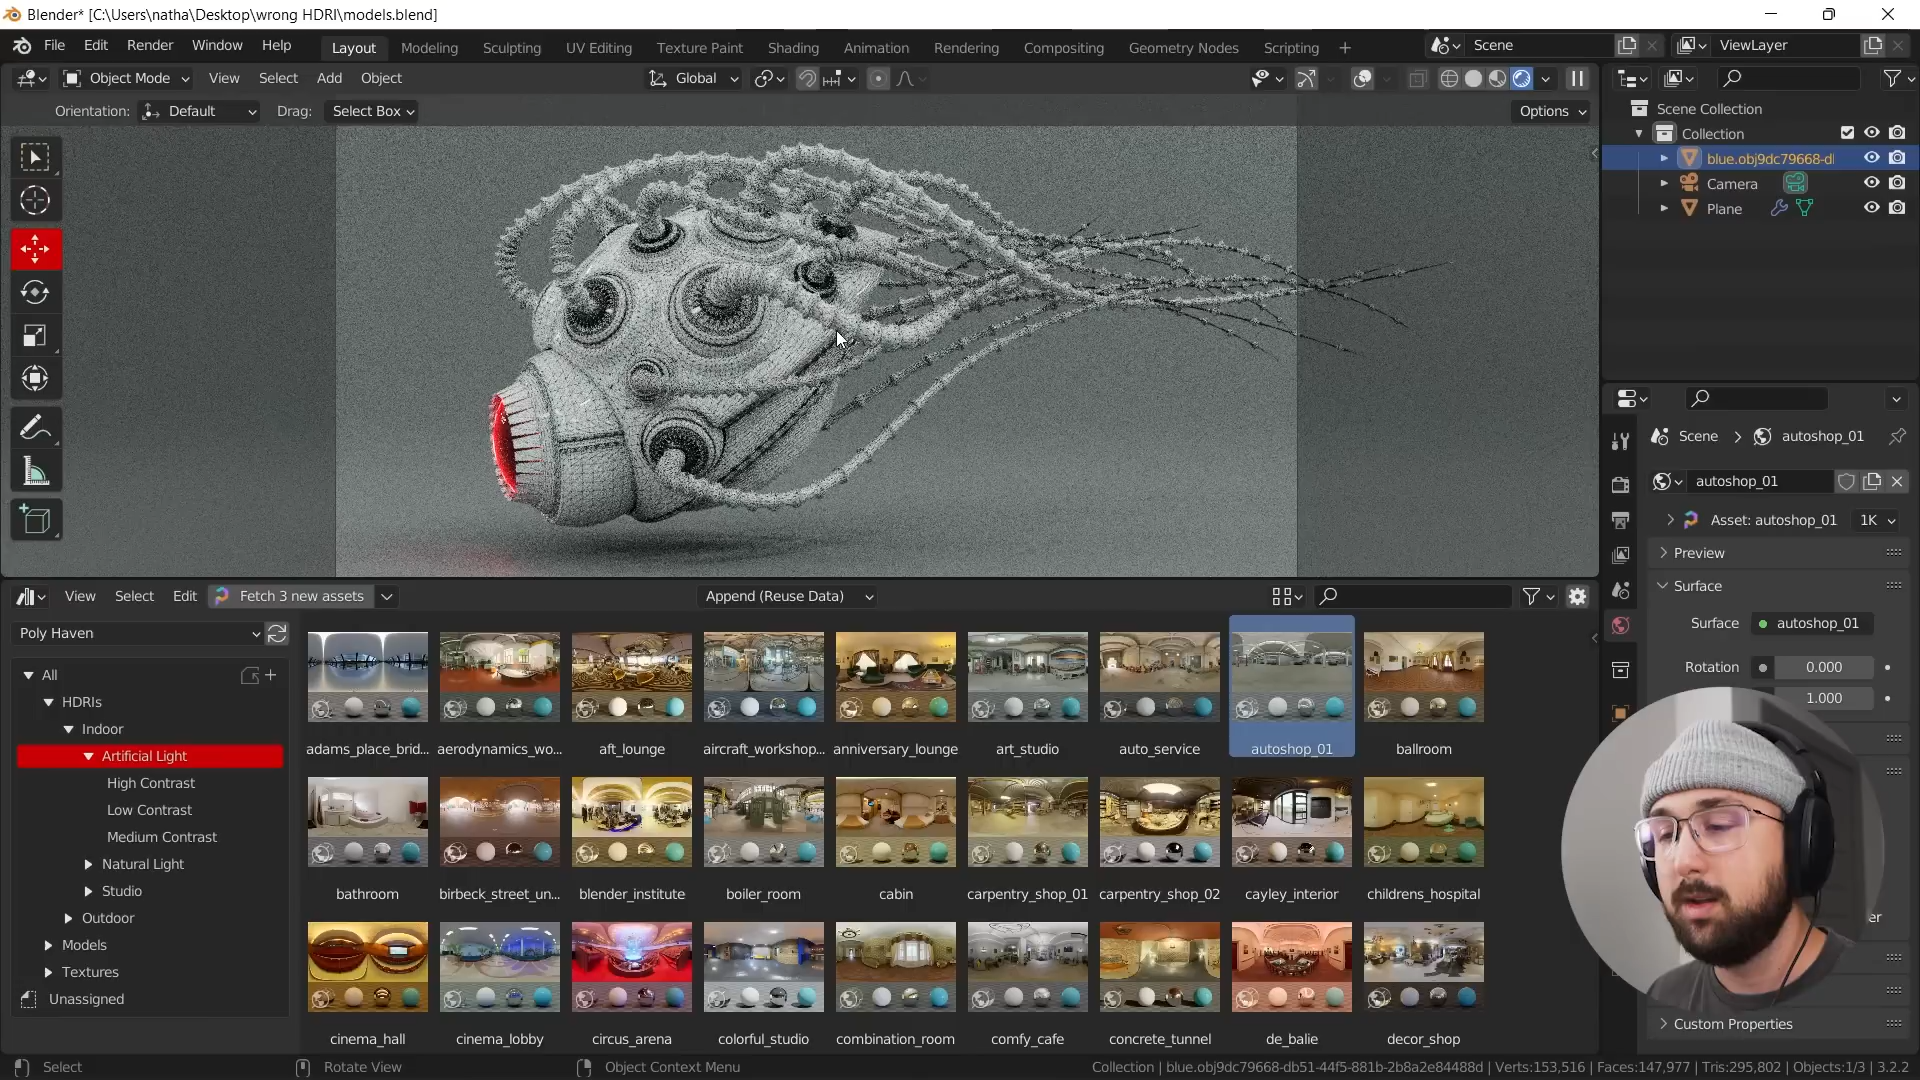 Blender* [C:\Users\natha\Desktop\wrong HDRI\models.blend]
File Edit Render Window Help Layout Modeling Sculpting UV Editing Texture Paint Shading Animation Rendering Compositing Geometry Nodes Scripting + Scene ViewLayer
Object Mode View Select Add Object Global
Orientation: Default Drag: Select Box Options
Scene Collection
Collection
blue.obj9dc79668-d
Camera
Plane
Scene > autoshop_01
autoshop_01
Asset: autoshop_01 1K
Preview
Surface
Surface autoshop_01
Rotation 0.000
1.000
er
Custom Properties
View Select Edit Fetch 3 new assets Append (Reuse Data)
Poly Haven
All
HDRIs
Indoor
Artificial Light
High Contrast
Low Contrast
Medium Contrast
Natural Light
Studio
Outdoor
Models
Textures
Unassigned
adams_place_brid... aerodynamics_wo... aft_lounge aircraft_workshop... anniversary_lounge art_studio auto_service autoshop_01 ballroom
bathroom birbeck_street_un... blender_institute boiler_room cabin carpentry_shop_01 carpentry_shop_02 cayley_interior childrens_hospital
cinema_hall cinema_lobby circus_arena colorful_studio combination_room comfy_cafe concrete_tunnel de_balie decor_shop
Select Rotate View Object Context Menu Collection | blue.obj9dc79668-db51-44f5-881b-2b8a2e84488d | Verts:153,516 | Faces:147,977 | Tris:295,802 | Objects:1/3 | 3.2.2